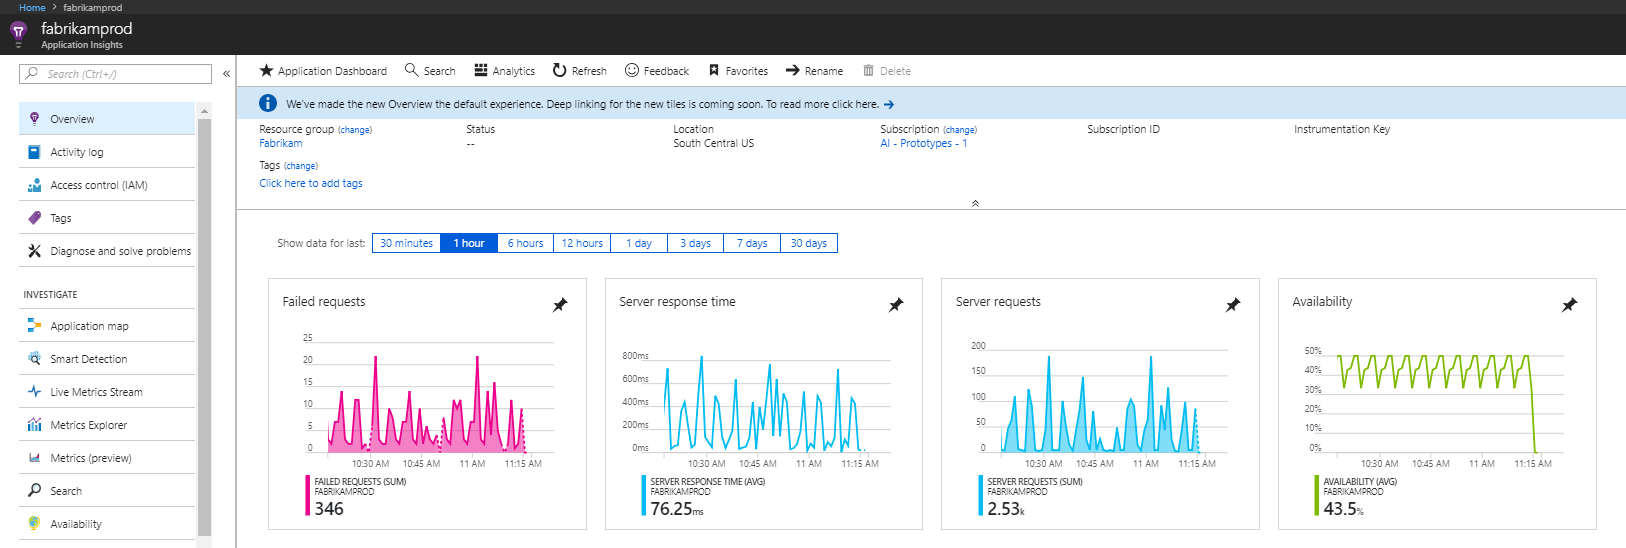 Home > fabrikamprod
fabrikamprod
Application Insights
Search (Ctrl+/)
«
Overview
Activity log
Access control (IAM)
Tags
Diagnose and solve problems
INVESTIGATE
Application map
Smart Detection
Live Metrics Stream
Metrics Explorer
Metrics (preview)
Search
Availability
Application Dashboard Search Analytics Refresh Feedback Favorites Rename Delete
We've made the new Overview the default experience. Deep linking for the new tiles is coming soon. To read more click here. →
Resource group (change) Status Location Subscription (change) Subscription ID Instrumentation Key
Fabrikam -- South Central US AI - Prototypes - 1
Tags (change)
Click here to add tags
Show data for last: 30 minutes 1 hour 6 hours 12 hours 1 day 3 days 7 days 30 days
Failed requests
25
20
15
10
5
0
10:30 AM 10:45 AM 11 AM 11:15 AM
FAILED REQUESTS (SUM)
FABRIKAMPROD
346
Server response time
800ms
600ms
400ms
200ms
0ms
10:30 AM 10:45 AM 11 AM 11:15 AM
SERVER RESPONSE TIME (AVG)
FABRIKAMPROD
76.25ms
Server requests
200
150
100
50
0
10:30 AM 10:45 AM 11 AM 11:15 AM
SERVER REQUESTS (SUM)
FABRIKAMPROD
2.53k
Availability
50%
40%
30%
20%
10%
0%
10:30 AM 10:45 AM 11 AM 11:15 AM
AVAILABILITY (AVG)
FABRIKAMPROD
43.5%